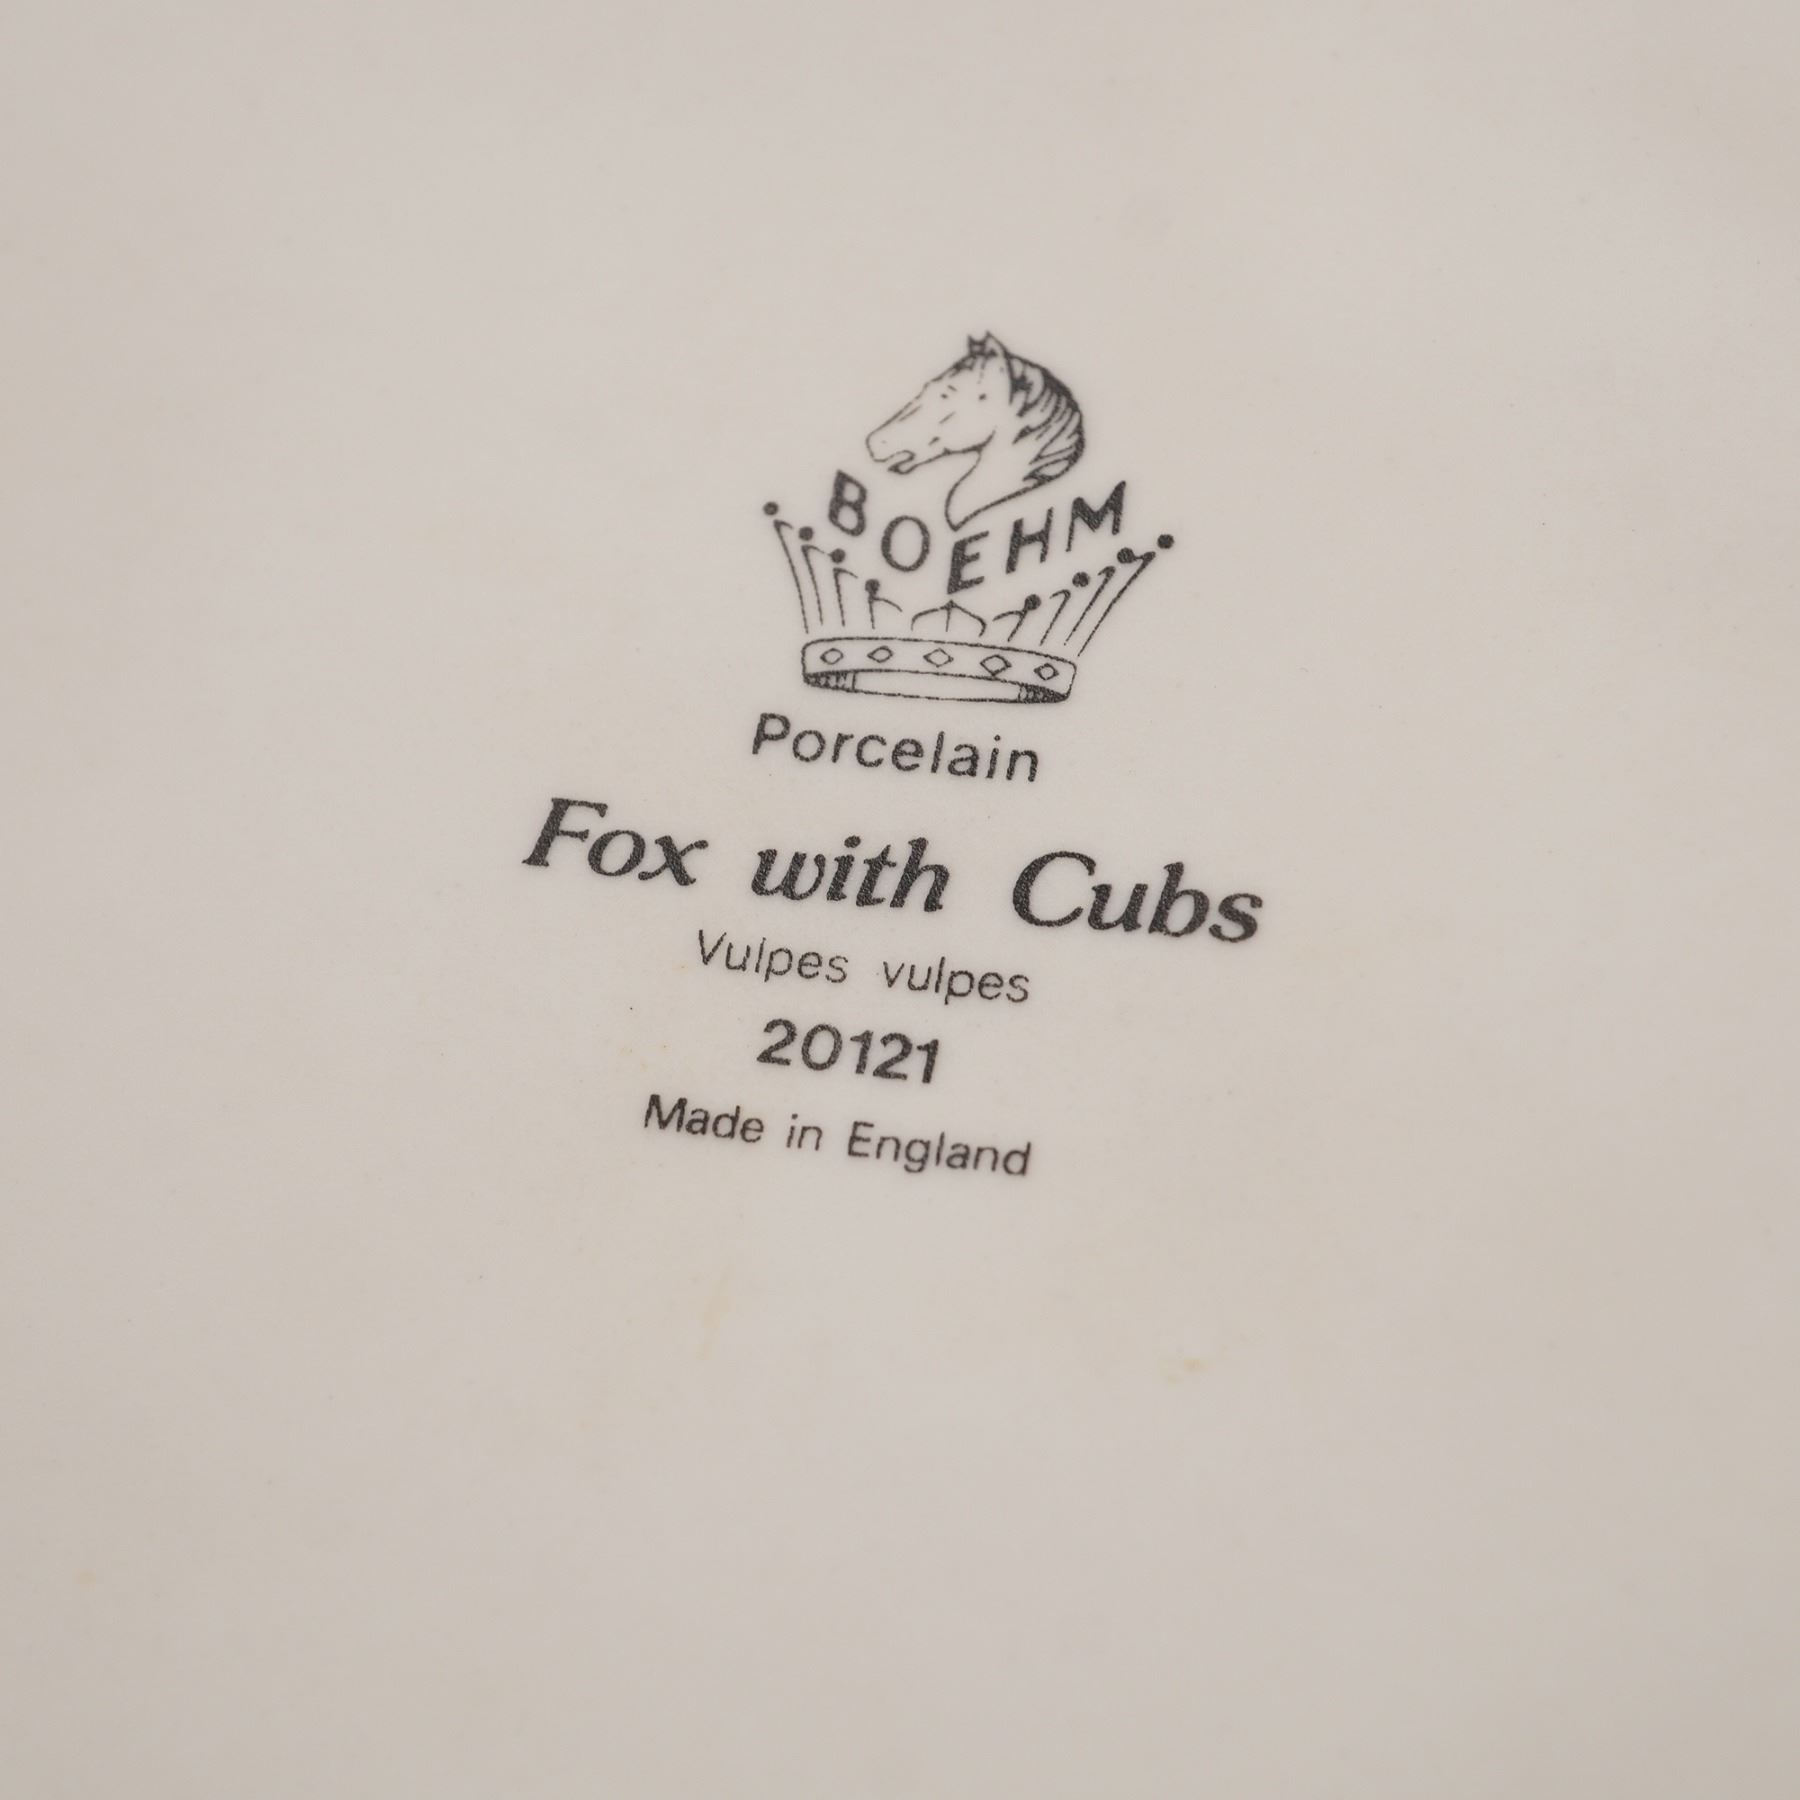 BOEHM
Porcelain
Fox with Cubs
Vulpes vulpes
20121
Made in England